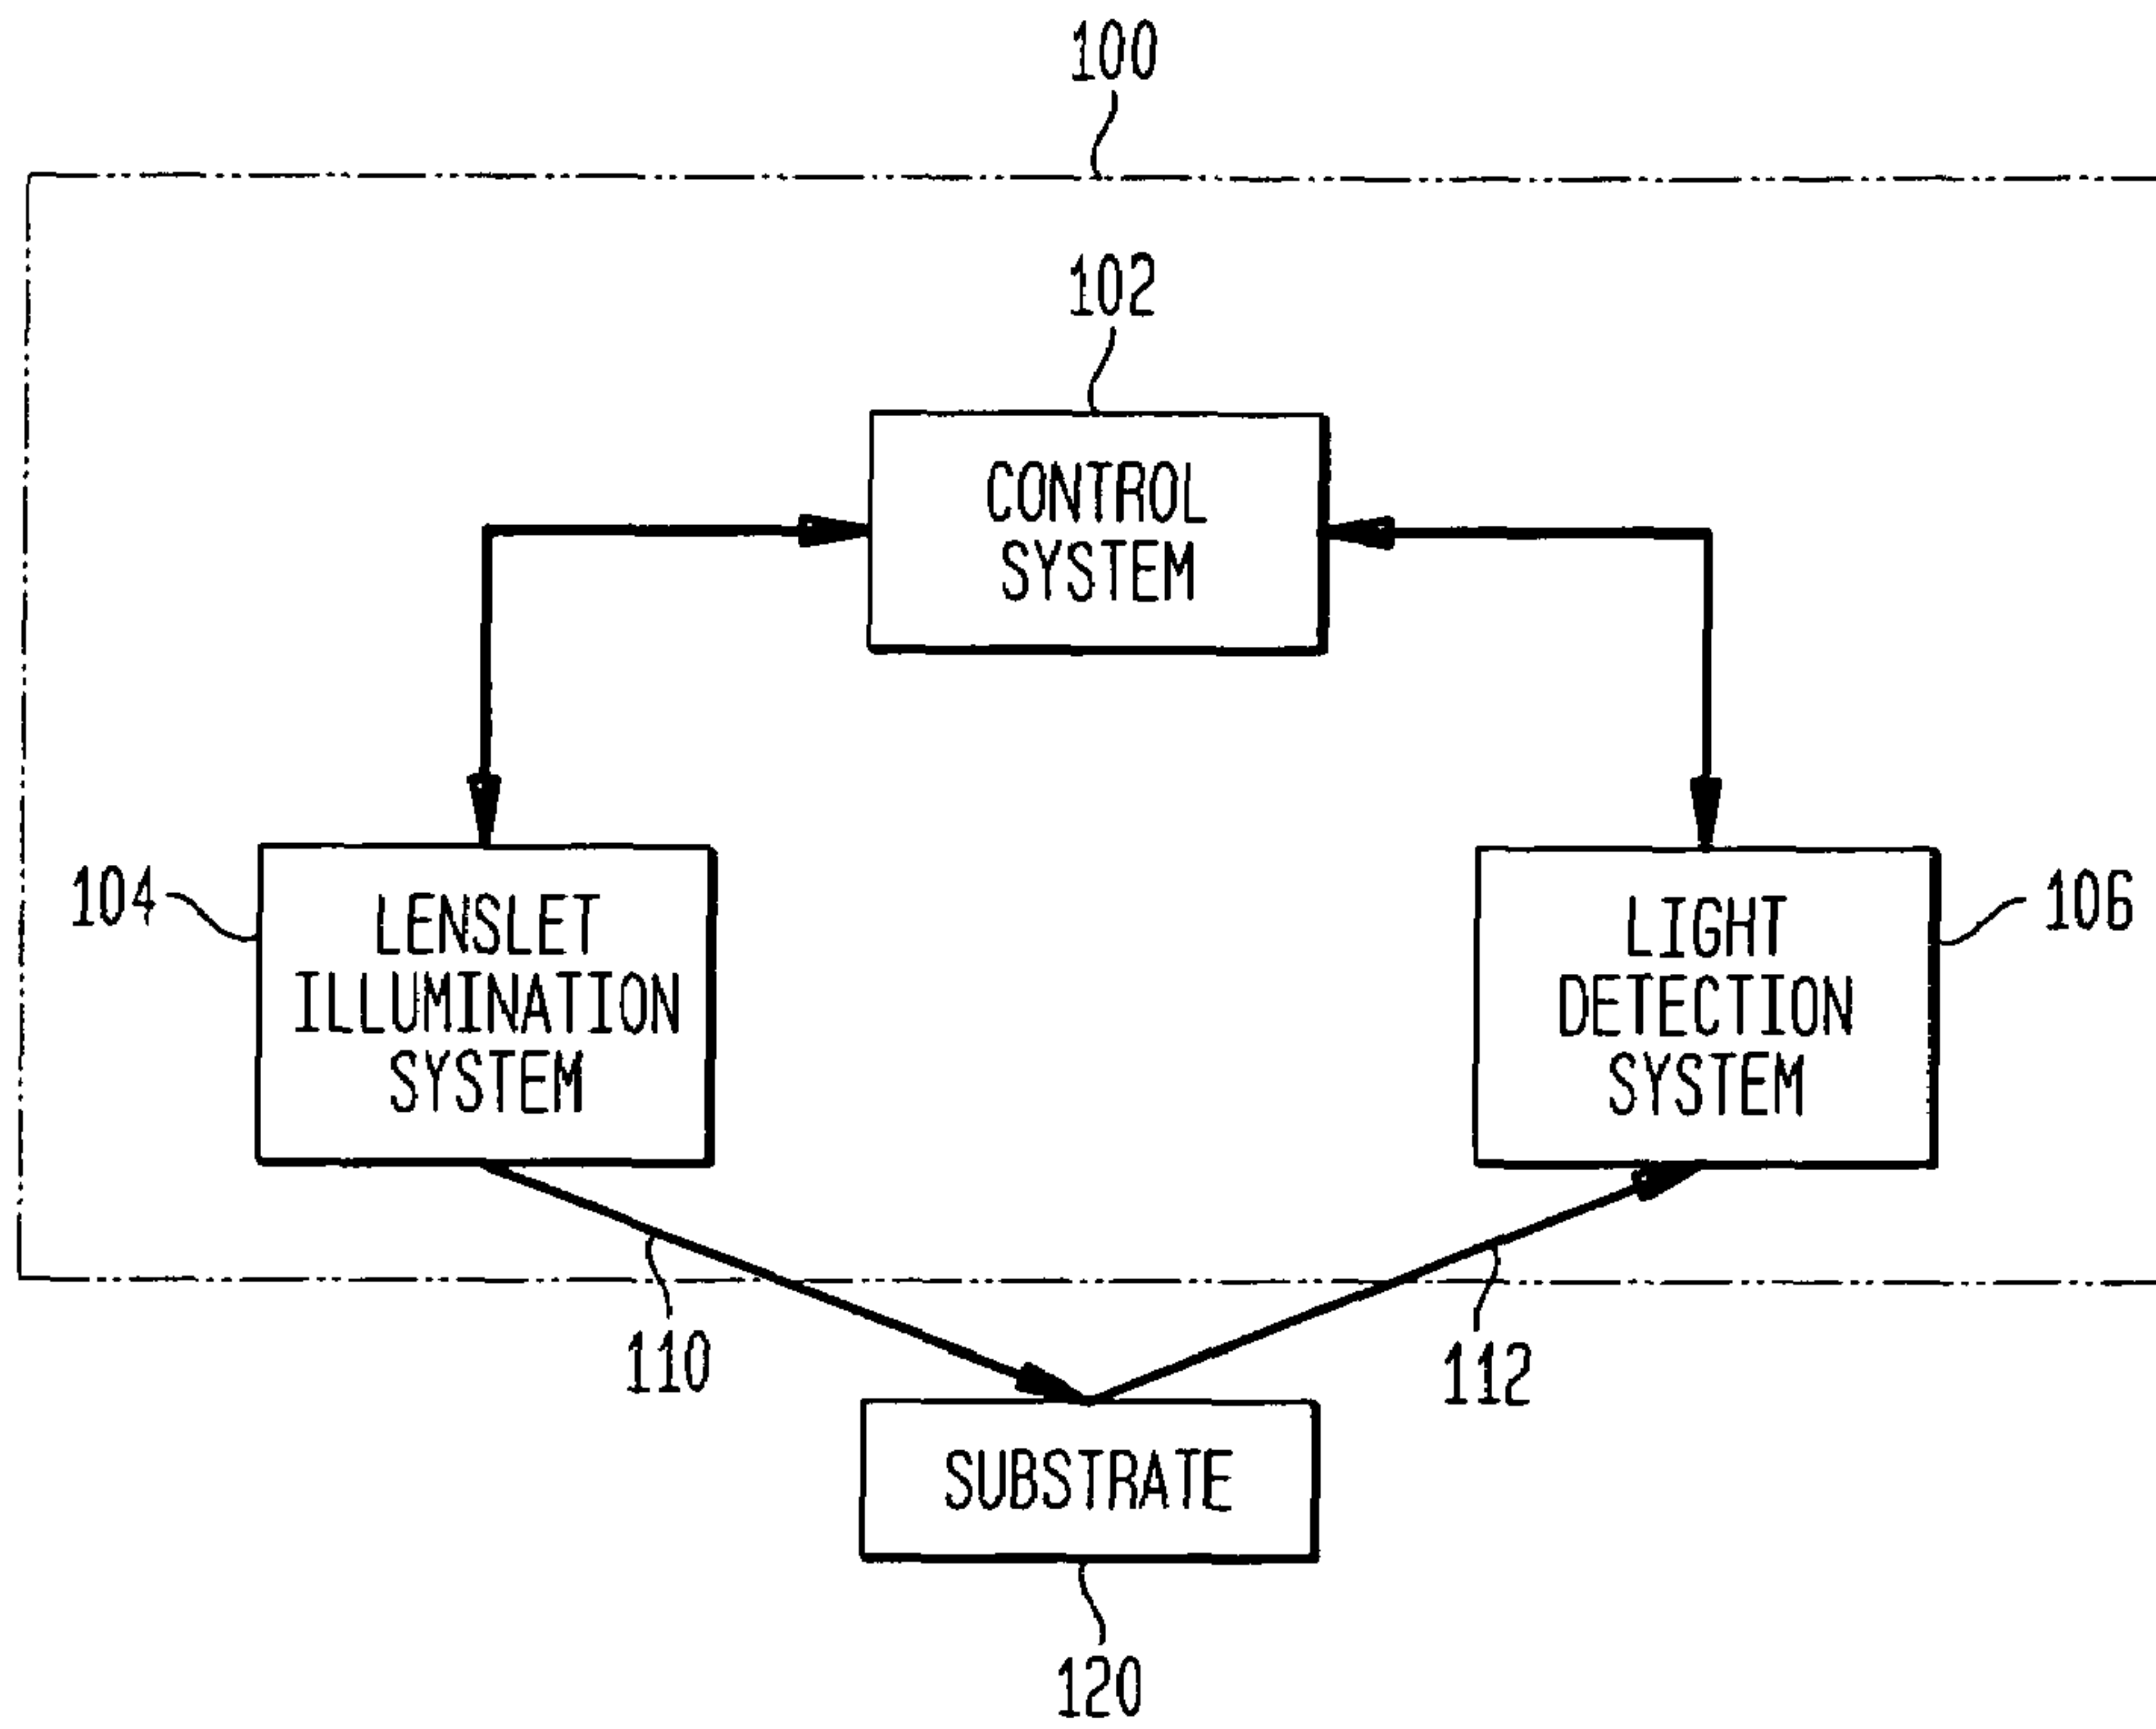 100
102
CONTROL
SYSTEM
104
LENSLET
ILLUMINATION
SYSTEM
LIGHT
DETECTION
SYSTEM
106
110
112
SUBSTRATE
120